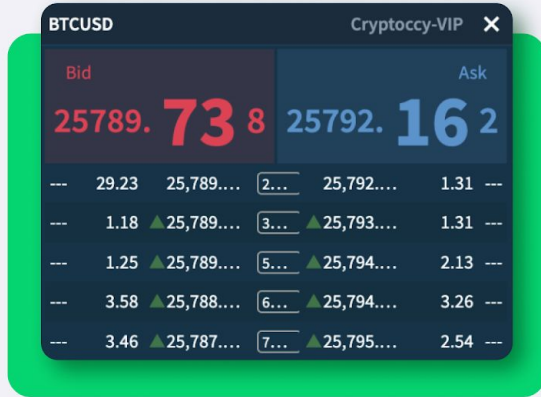 BTCUSD Cryptoccy-VIP ✕
Bid Ask
25789. 73 8 25792. 16 2
--- 29.23 25,789.... 2... 25,792.... 1.31 ---
--- 1.18 ▲25,789.... 3... ▲25,793.... 1.31 ---
--- 1.25 ▲25,789.... 5... ▲25,794.... 2.13 ---
--- 3.58 ▲25,788.... 6... ▲25,794.... 3.26 ---
--- 3.46 ▲25,787.... 7... ▲25,795.... 2.54 ---